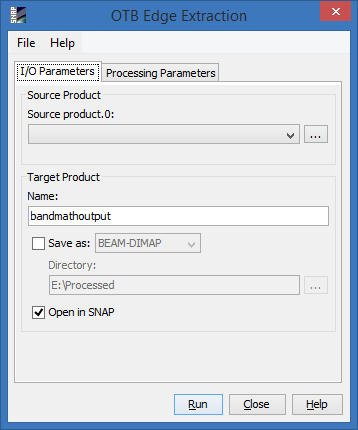 SNAP
OTB Edge Extraction
File Help
I/O Parameters Processing Parameters
Source Product
Source product.0:
...
Target Product
Name:
bandmathoutput
Save as: BEAM-DIMAP
Directory:
E:\Processed ...
Open in SNAP
Run Close Help